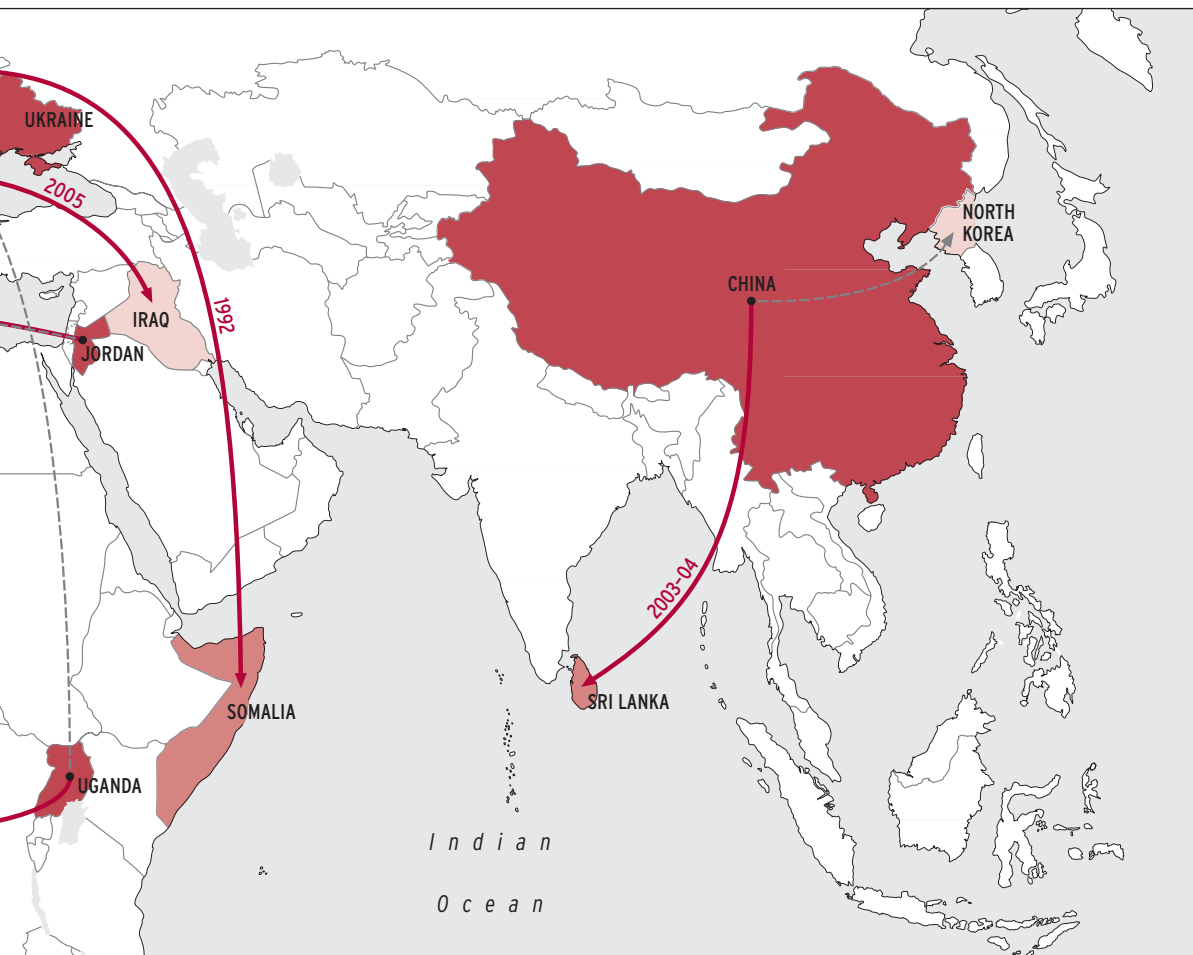 UKRAINE
2005
NORTH
KOREA
CHINA
1992
IRAQ
JORDAN
2003-04
SRI LANKA
SOMALIA
UGANDA
Indian
Ocean